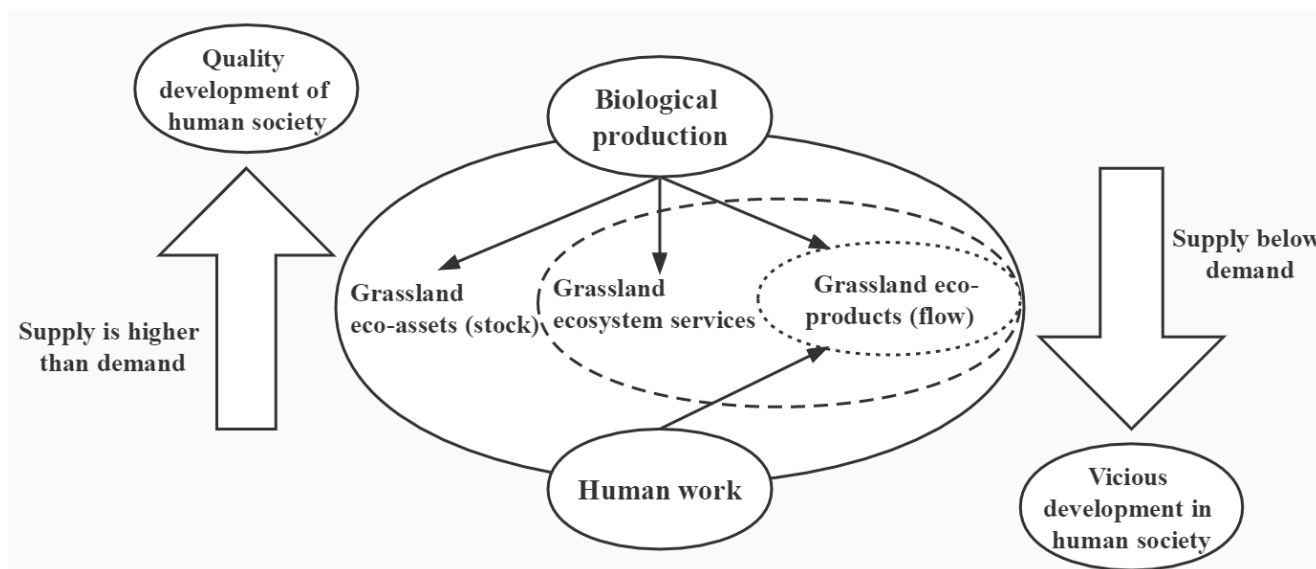 Quality
development of
human society
Biological
production
Supply is higher
than demand
Grassland
eco-assets (stock)
Grassland
ecosystem services
Grassland eco-
products (flow)
Supply below
demand
Human work
Vicious
development in
human society